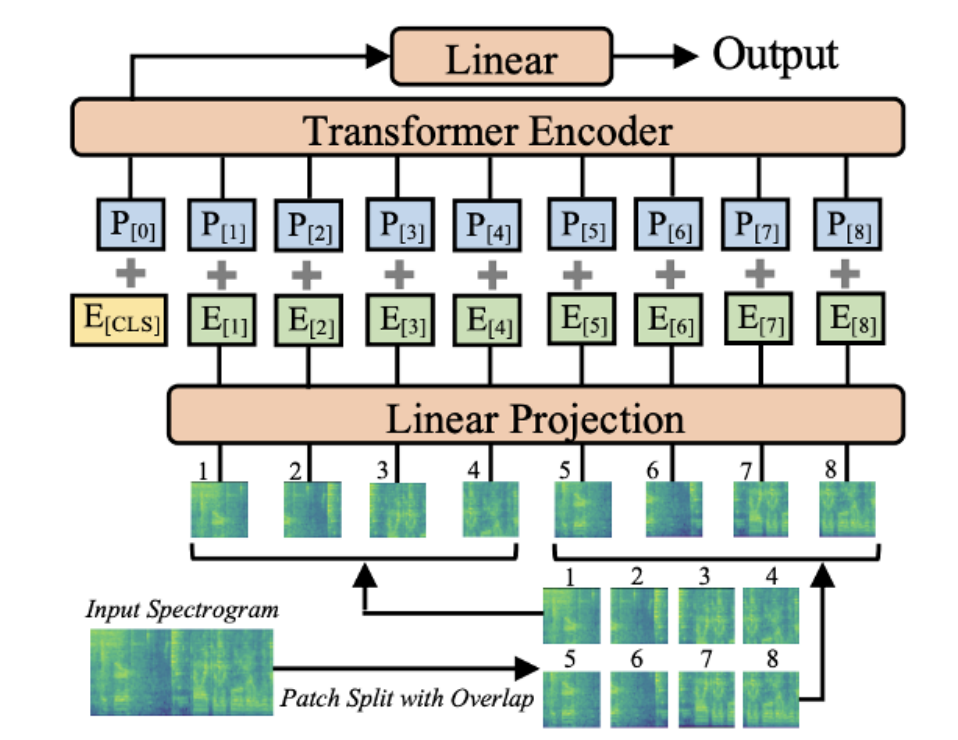 Linear
Output
Transformer Encoder
P[0] P[1] P[2] P[3] P[4] P[5] P[6] P[7] P[8]
+ + + + + + + + +
E[CLS] E[1] E[2] E[3] E[4] E[5] E[6] E[7] E[8]
Linear Projection
1 2 3 4 5 6 7 8
1 2 3 4
Input Spectrogram
5 6 7 8
Patch Split with Overlap